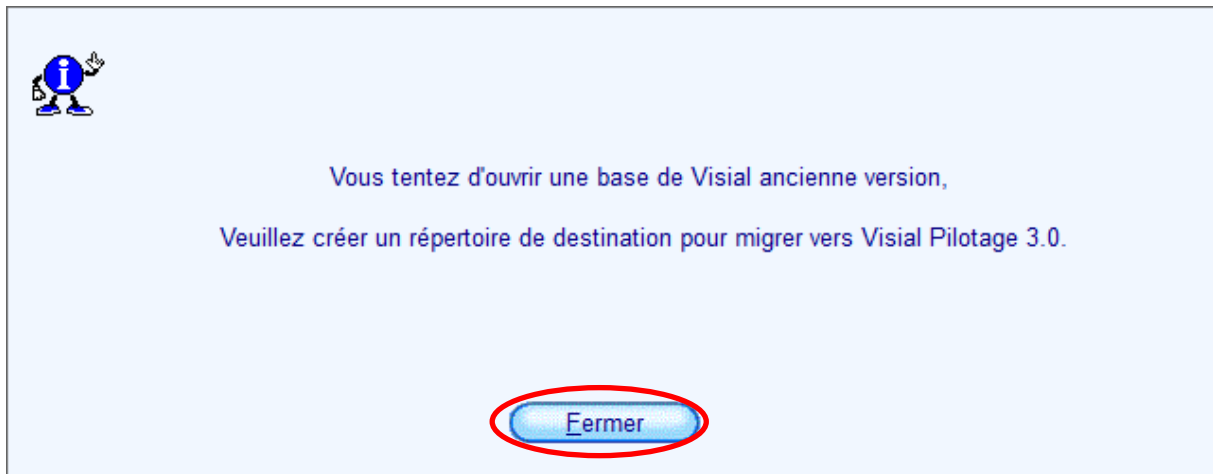 i
Vous tentez d'ouvrir une base de Visial ancienne version,
Veuillez créer un répertoire de destination pour migrer vers Visial Pilotage 3.0.
Fermer